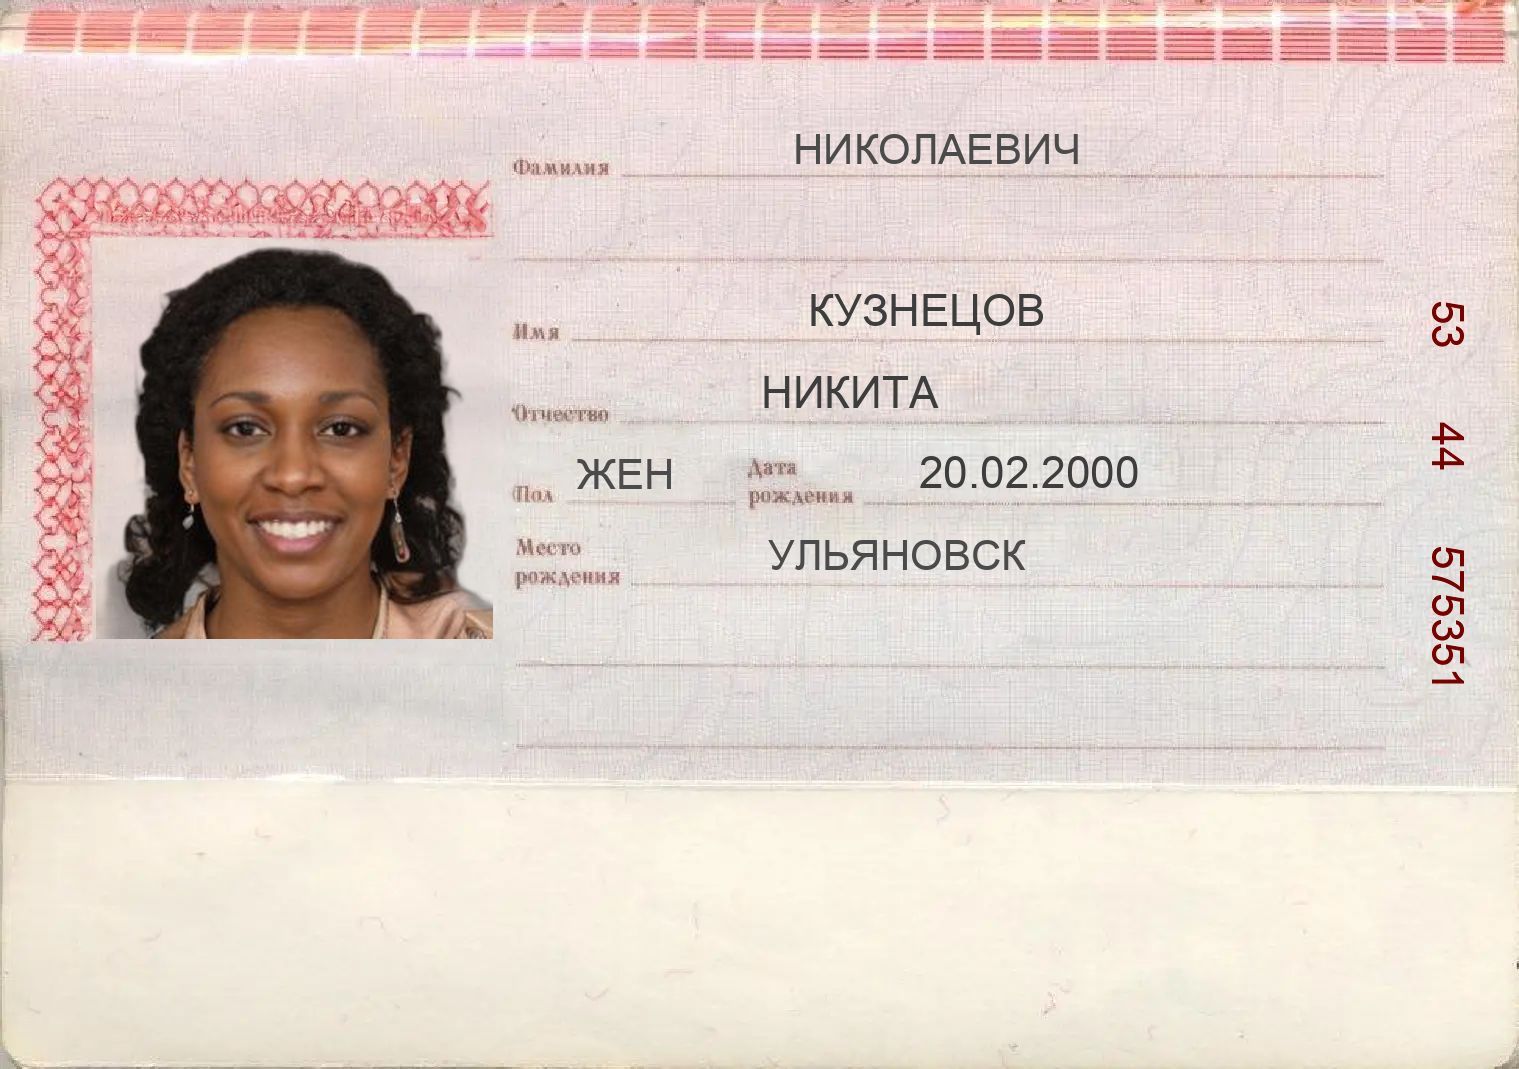 Фамилия НИКОЛАЕВИЧ
Имя КУЗНЕЦОВ
Отчество НИКИТА
Пол ЖЕН Дата рождения 20.02.2000
Место рождения УЛЬЯНОВСК
53 44 575351